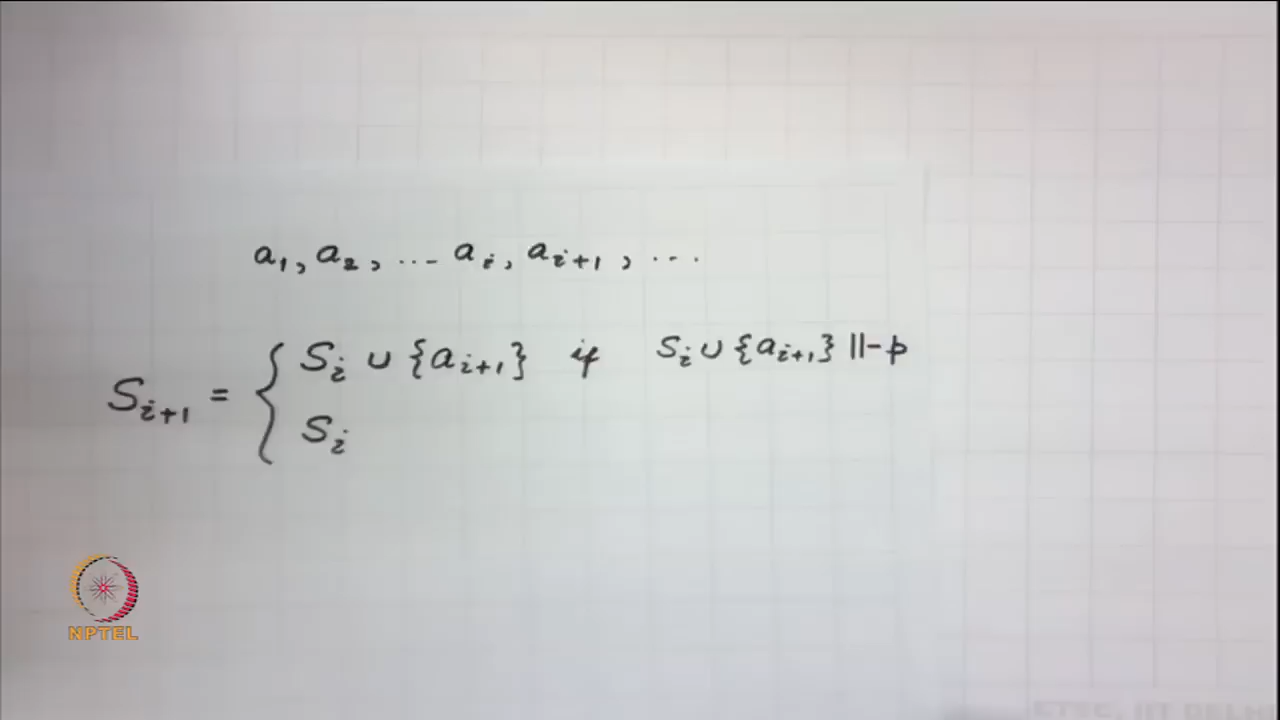 a₁, a₂, ... aᵢ, aᵢ₊₁, ...
Sᵢ₊₁ = { Sᵢ ∪ {aᵢ₊₁} if Sᵢ ∪ {aᵢ₊₁} ||- p
Sᵢ
NPTEL